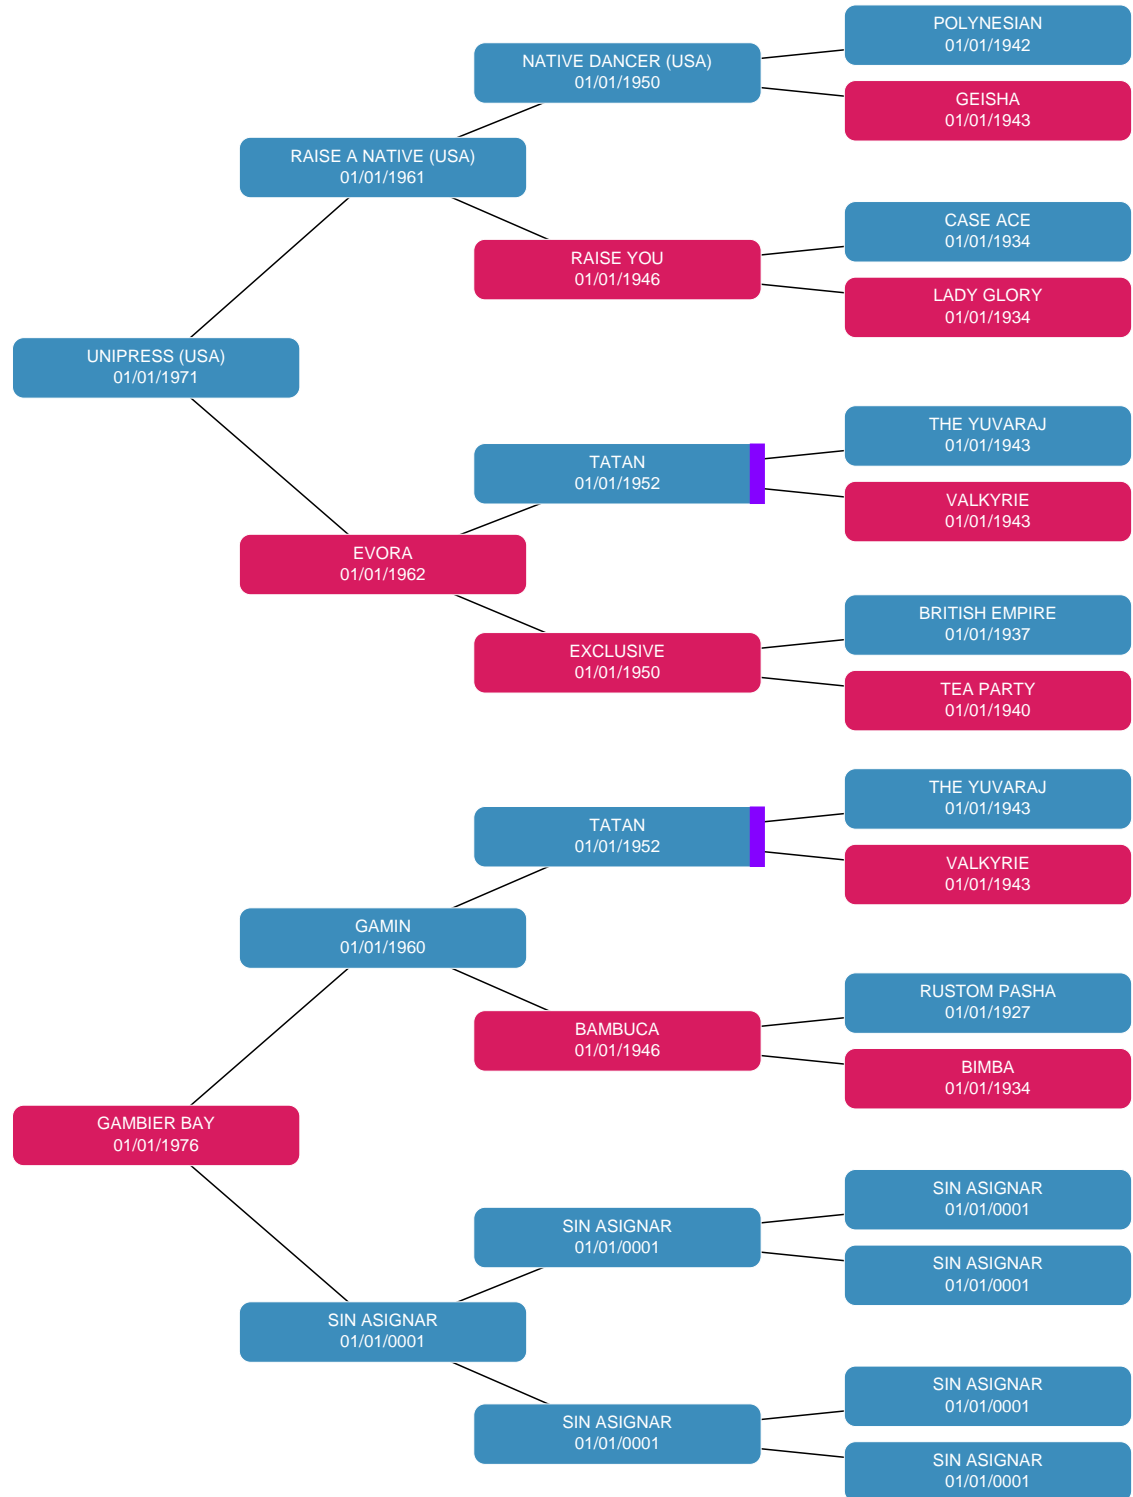 POLYNESIAN
01/01/1942
NATIVE DANCER (USA)
01/01/1950
GEISHA
01/01/1943
RAISE A NATIVE (USA)
01/01/1961
CASE ACE
01/01/1934
RAISE YOU
01/01/1946
LADY GLORY
01/01/1934
UNIPRESS (USA)
01/01/1971
THE YUVARAJ
01/01/1943
TATAN
01/01/1952
VALKYRIE
01/01/1943
EVORA
01/01/1962
BRITISH EMPIRE
01/01/1937
EXCLUSIVE
01/01/1950
TEA PARTY
01/01/1940
THE YUVARAJ
01/01/1943
TATAN
01/01/1952
VALKYRIE
01/01/1943
GAMIN
01/01/1960
RUSTOM PASHA
01/01/1927
BAMBUCA
01/01/1946
BIMBA
01/01/1934
GAMBIER BAY
01/01/1976
SIN ASIGNAR
01/01/0001
SIN ASIGNAR
01/01/0001
SIN ASIGNAR
01/01/0001
SIN ASIGNAR
01/01/0001
SIN ASIGNAR
01/01/0001
SIN ASIGNAR
01/01/0001
SIN ASIGNAR
01/01/0001